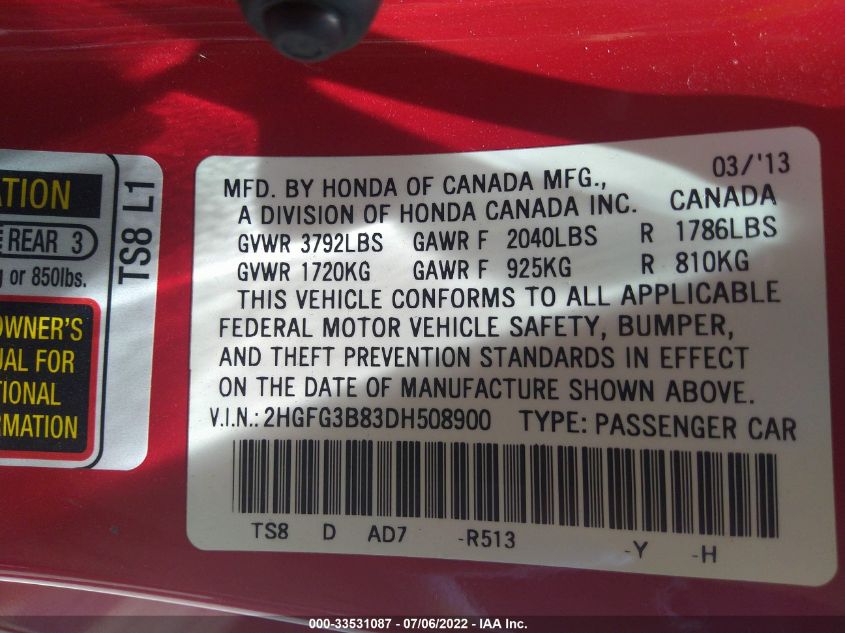 ATION
REAR 3
g or 850lbs.
OWNER'S
UAL FOR
TIONAL
RMATION
TS8 L1
03/'13
MFD. BY HONDA OF CANADA MFG.,
A DIVISION OF HONDA CANADA INC. CANADA
GVWR 3792LBS GAWR F 2040LBS R 1786LBS
GVWR 1720KG GAWR F 925KG R 810KG
THIS VEHICLE CONFORMS TO ALL APPLICABLE
FEDERAL MOTOR VEHICLE SAFETY, BUMPER,
AND THEFT PREVENTION STANDARDS IN EFFECT
ON THE DATE OF MANUFACTURE SHOWN ABOVE.
V.I.N.: 2HGFG3B83DH508900 TYPE: PASSENGER CAR
TS8 D AD7 -R513 -Y -H
000-33531087 - 07/06/2022 - IAA Inc.